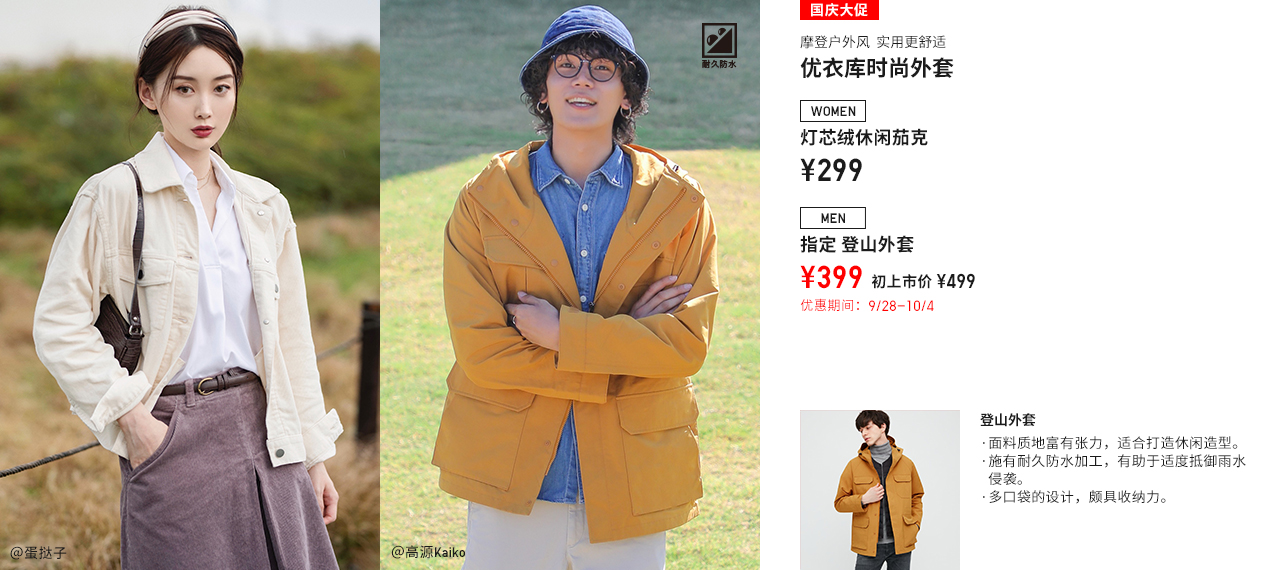 国庆大促
摩登户外风 实用更舒适
优衣库时尚外套
WOMEN
灯芯绒休闲茄克
¥299
MEN
指定 登山外套
¥399 初上市价 ¥499
优惠期间：9/28-10/4
耐久防水
@蛋挞子
@高源Kaiko
登山外套
·面料质地富有张力，适合打造休闲造型。
·施有耐久防水加工，有助于适度抵御雨水
侵袭。
·多口袋的设计，颇具收纳力。